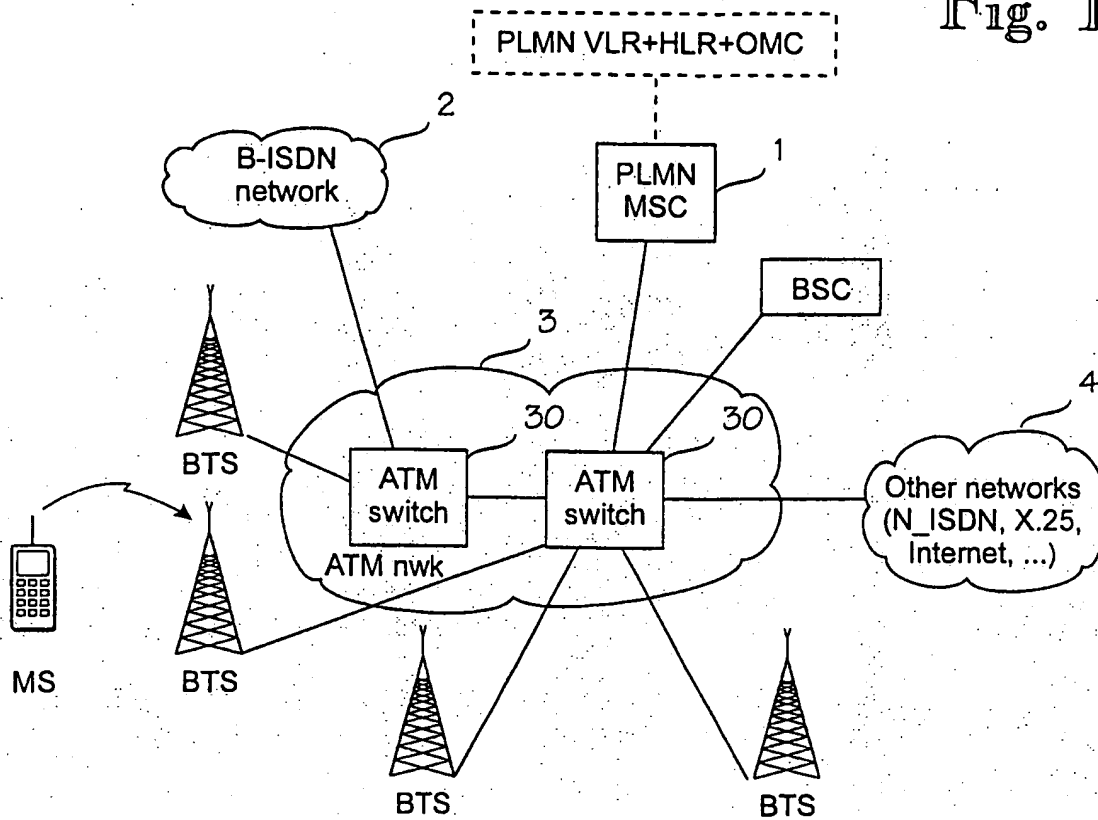 Fig. 1
PLMN VLR+HLR+OMC
2
B-ISDN
network
1
PLMN
MSC
BSC
3
4
30
30
BTS
ATM
switch
ATM
switch
Other networks
(N_ISDN, X.25,
Internet, ...)
ATM nwk
MS
BTS
BTS
BTS